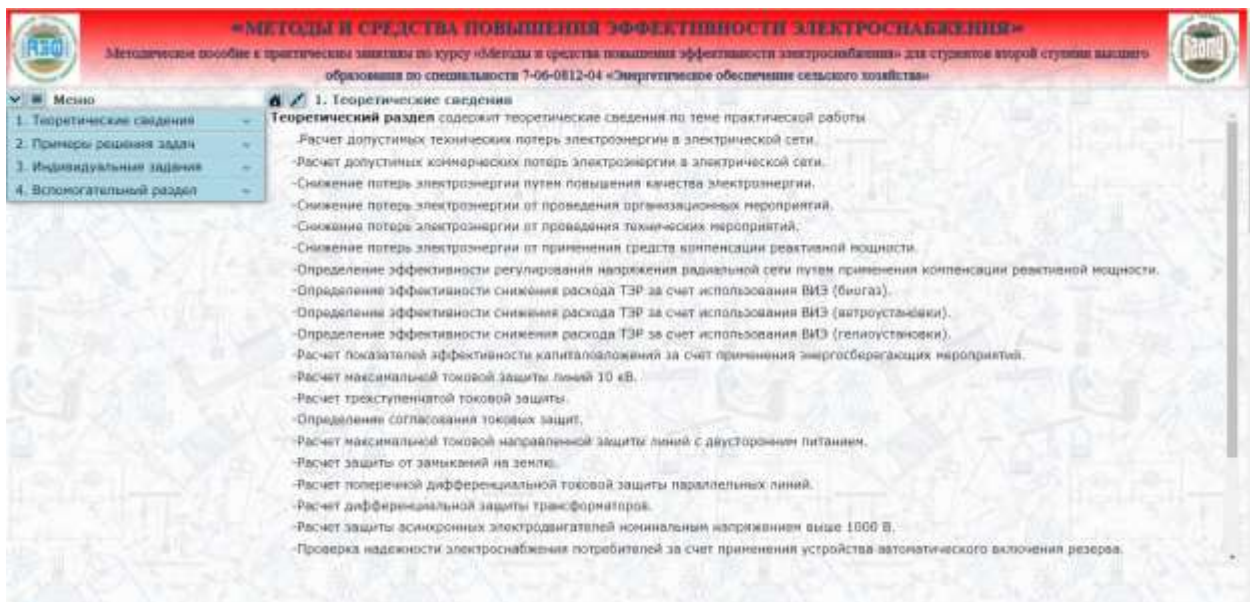 «МЕТОДЫ И СРЕДСТВА ПОВЫШЕНИЯ ЭФФЕКТИВНОСТИ ЭЛЕКТРОСНАБЖЕНИЯ»
Методическое пособие к практическим занятиям по курсу «Методы и средства повышения эффективности электроснабжения» для студентов второй ступени высшего
образования по специальности 7-06-0812-04 «Энергетическое обеспечение сельского хозяйства»
АЭФ
БГАТУ
Меню
1. Теоретические сведения
2. Примеры решения задач
3. Индивидуальные задания
4. Вспомогательный раздел
1. Теоретические сведения
Теоретический раздел содержит теоретические сведения по теме практической работы
-Расчет допустимых технических потерь электроэнергии в электрической сети.
-Расчет допустимых коммерческих потерь электроэнергии в электрической сети.
-Снижение потерь электроэнергии путем повышения качества электроэнергии.
-Снижение потерь электроэнергии от проведения организационных мероприятий.
-Снижение потерь электроэнергии от проведения технических мероприятий.
-Снижение потерь электроэнергии от применения средств компенсации реактивной мощности.
-Определение эффективности регулирования напряжения радиальной сети путем применения компенсации реактивной мощности.
-Определение эффективности снижения расхода ТЭР за счет использования ВИЭ (биогаз).
-Определение эффективности снижения расхода ТЭР за счет использования ВИЭ (ветроустановки).
-Определение эффективности снижения расхода ТЭР за счет использования ВИЭ (гелиоустановки).
-Расчет показателей эффективности капиталовложений за счет применения энергосберегающих мероприятий.
-Расчет максимальной токовой защиты линий 10 кВ.
-Расчет трехступенчатой токовой защиты.
-Определение согласования токовых защит.
-Расчет максимальной токовой направленной защиты линий с двусторонним питанием.
-Расчет защиты от замыканий на землю.
-Расчет поперечной дифференциальной токовой защиты параллельных линий.
-Расчет дифференциальной защиты трансформаторов.
-Расчет защиты асинхронных электродвигателей номинальным напряжением выше 1000 В.
-Проверка надежности электроснабжения потребителей за счет применения устройства автоматического включения резерва.